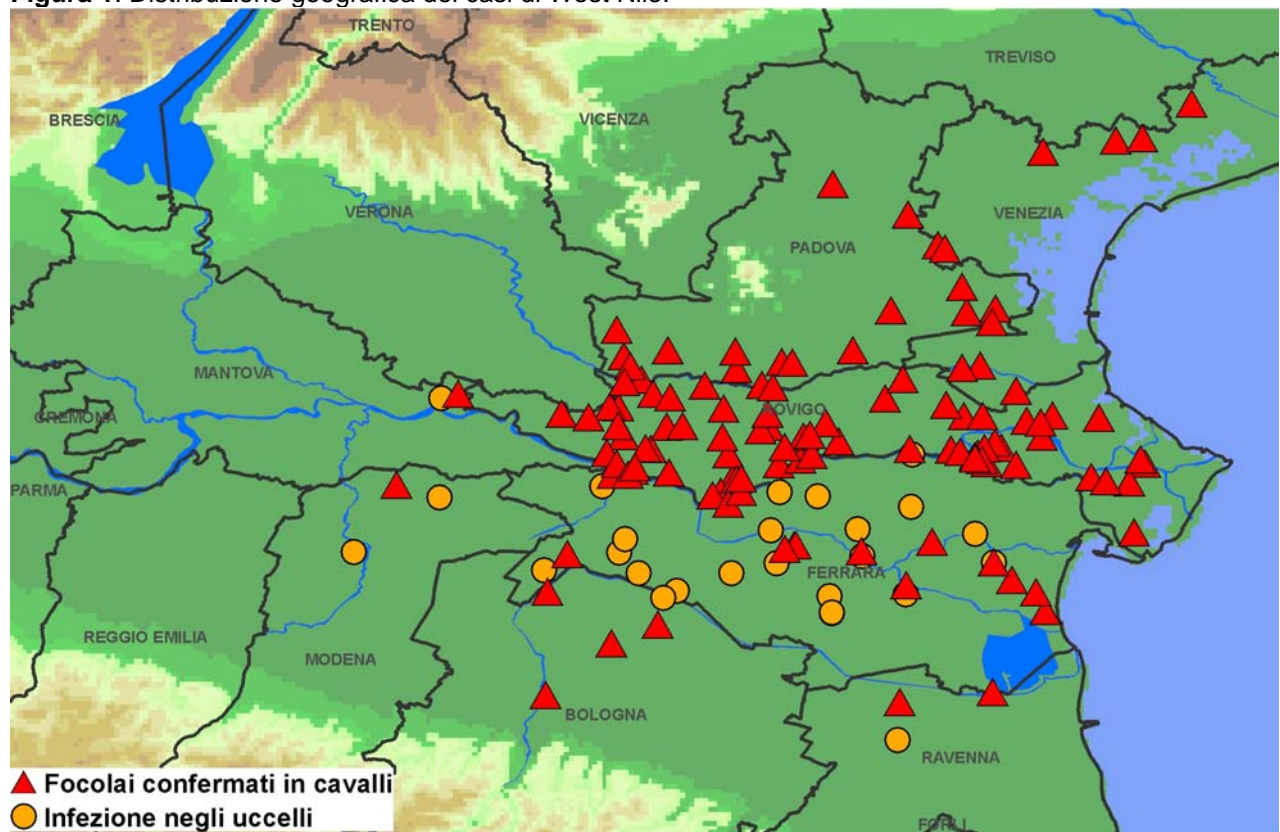 Figura 1. Distribuzione geografica dei casi di West Nile.
TRENTO
TREVISO
BRESCIA
VICENZA
VERONA
VENEZIA
PADOVA
MANTOVA
CREMONA
ROVIGO
PARMA
FERRARA
REGGIO EMILIA
MODENA
BOLOGNA
RAVENNA
Focolai confermati in cavalli
Infezione negli uccelli
FORLI